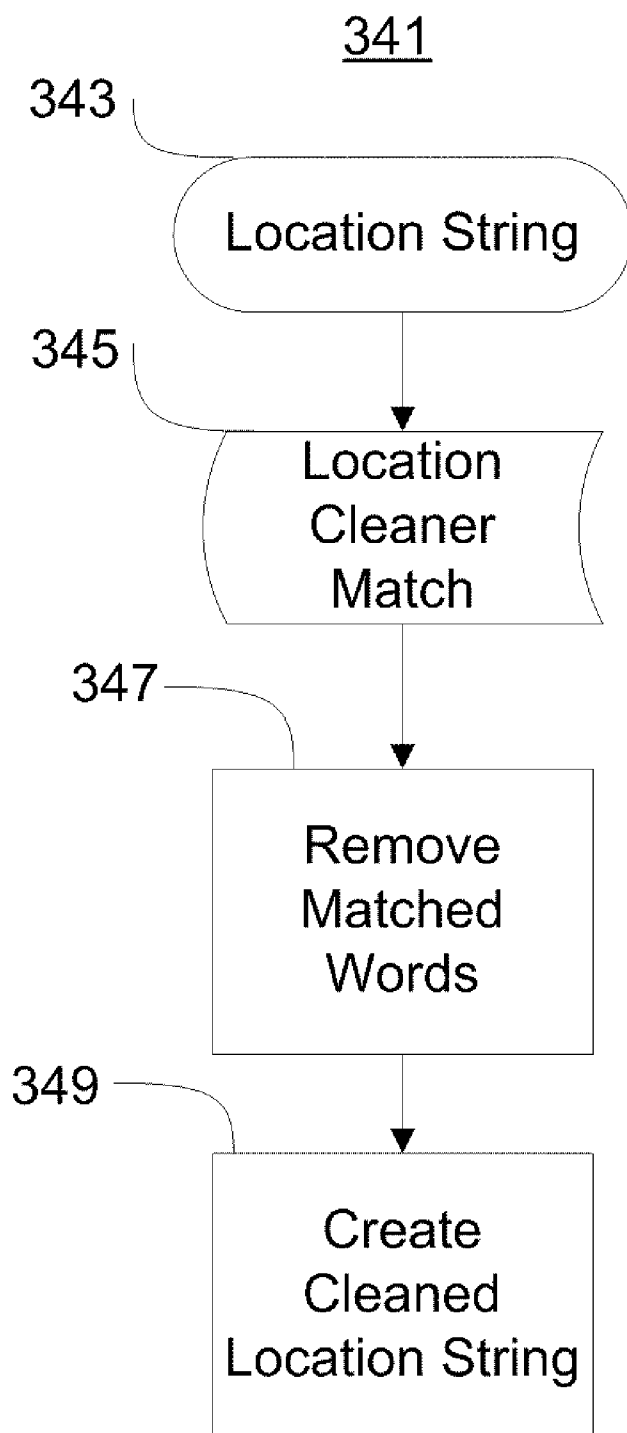 341
343
Location String
345
Location
Cleaner
Match
347
Remove
Matched
Words
349
Create
Cleaned
Location String